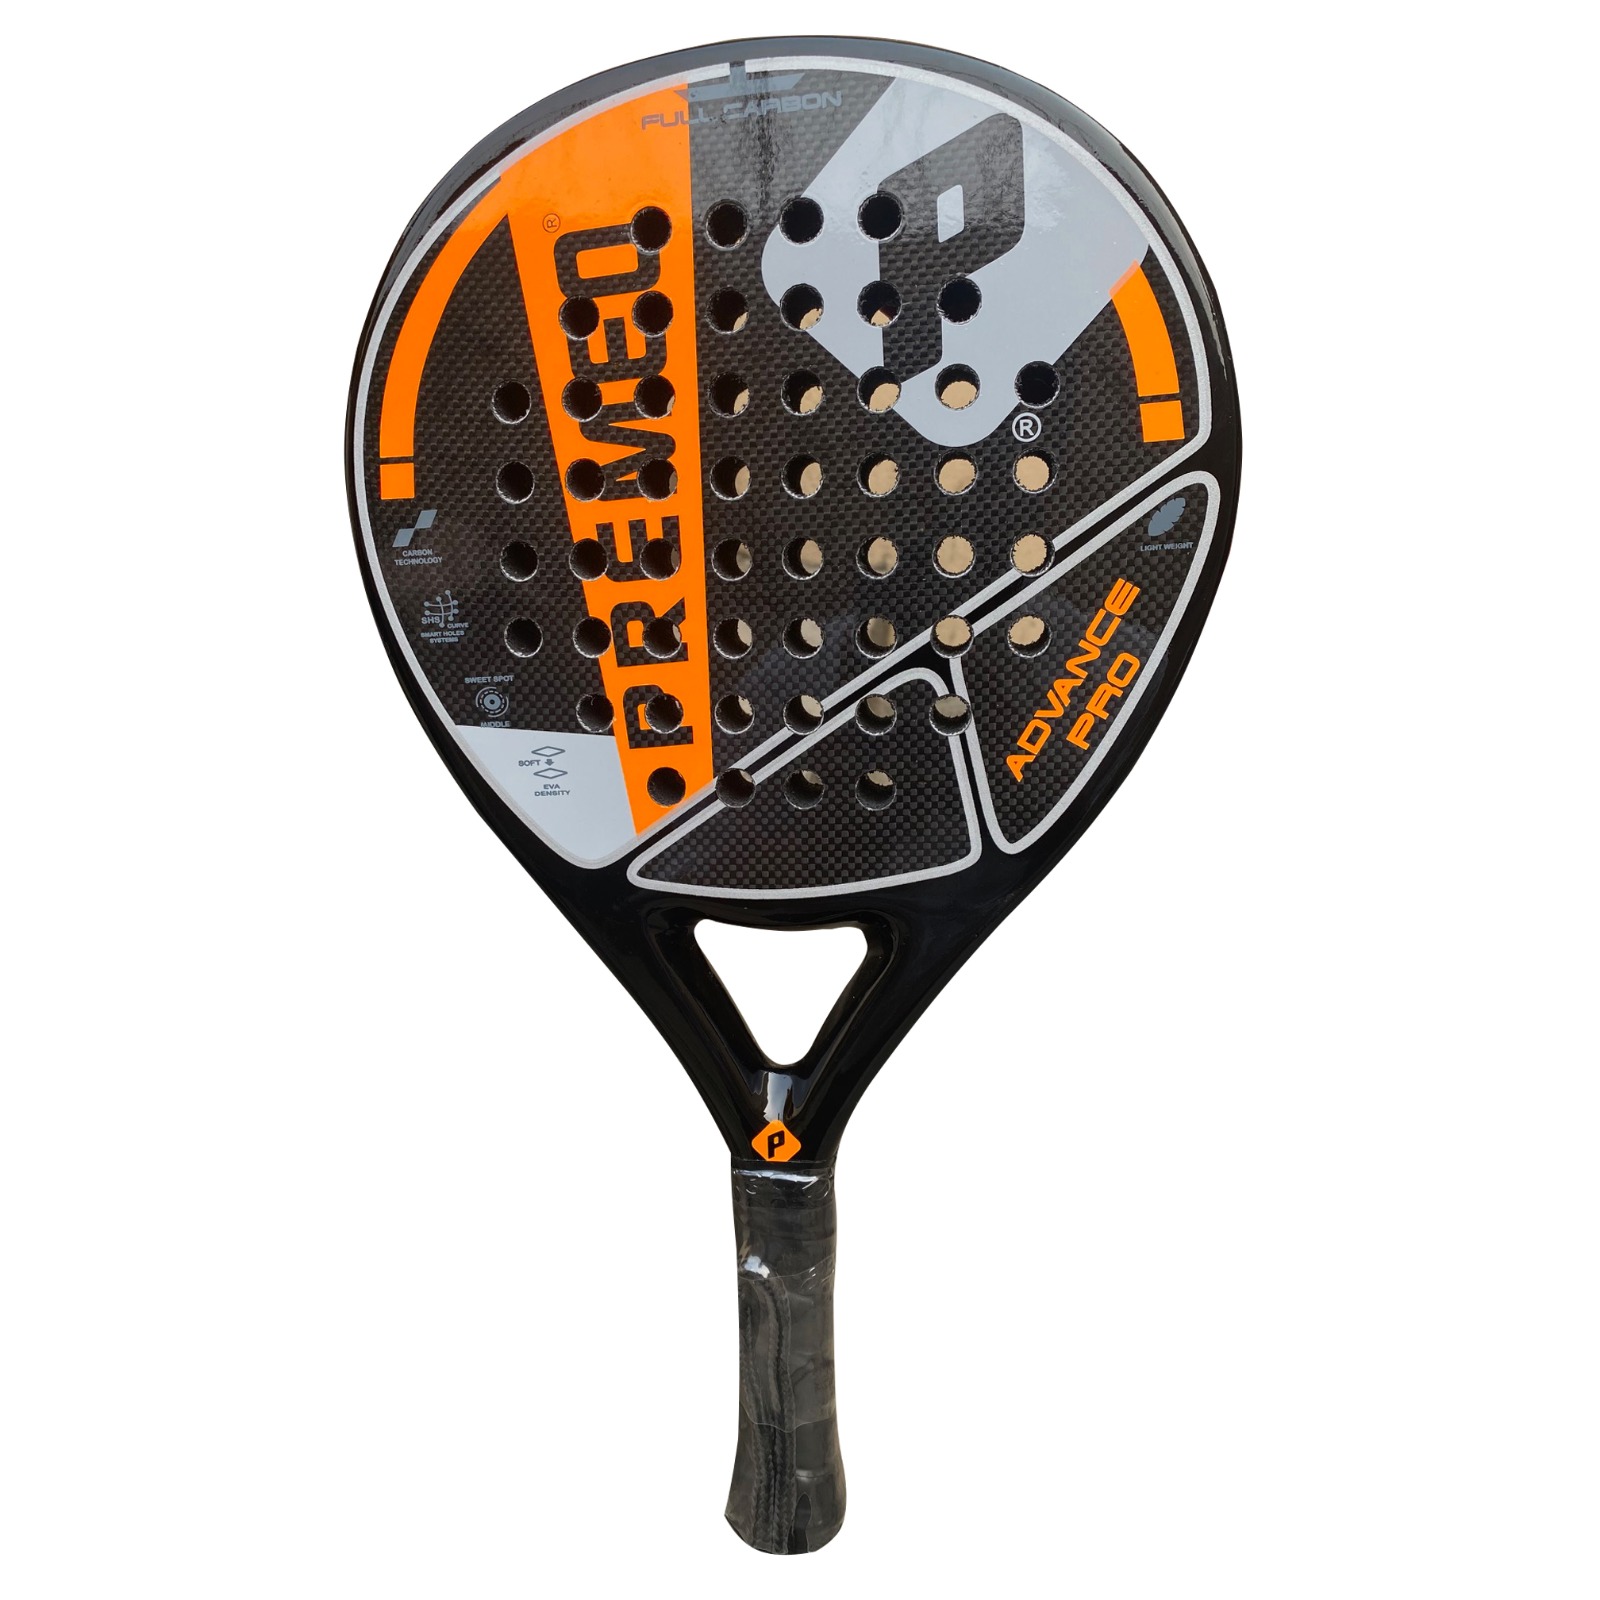 FULL CARBON
PREMEQ
®
P
®
CARBON
TECHNOLOGY
SHS CURVE
SMART HOLES
SYSTEMS
SWEET SPOT
MIDDLE
SOFT
EVA
DENSITY
LIGHT WEIGHT
ADVANCE
PRO
P